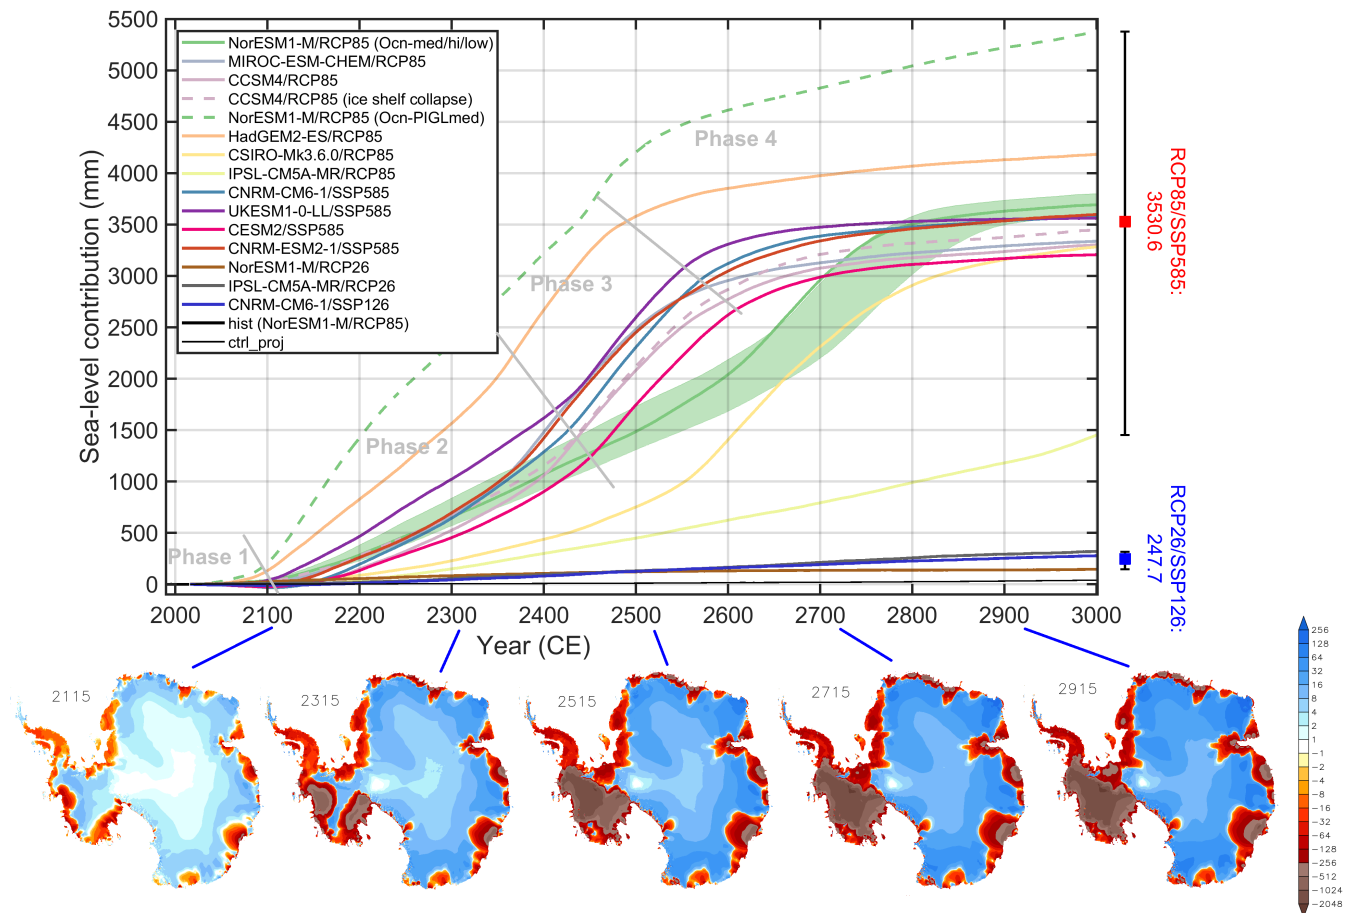 5500
5000
4500
4000
3500
3000
2500
2000
1500
1000
500
0
Sea-level contribution (mm)
NorESM1-M/RCP85 (Ocn-med/hi/low)
MIROC-ESM-CHEM/RCP85
CCSM4/RCP85
CCSM4/RCP85 (ice shelf collapse)
NorESM1-M/RCP85 (Ocn-PIGLmed)
HadGEM2-ES/RCP85
CSIRO-Mk3.6.0/RCP85
IPSL-CM5A-MR/RCP85
CNRM-CM6-1/SSP585
UKESM1-0-LL/SSP585
CESM2/SSP585
CNRM-ESM2-1/SSP585
NorESM1-M/RCP26
IPSL-CM5A-MR/RCP26
CNRM-CM6-1/SSP126
hist (NorESM1-M/RCP85)
ctrl_proj
Phase 4
Phase 3
Phase 2
Phase 1
RCP85/SSP585:
3530.6
RCP26/SSP126:
247.7
2000 2100 2200 2300 2400 2500 2600 2700 2800 2900 3000
Year (CE)
2115
2315
2515
2715
2915
256
128
64
32
16
8
4
2
1
-1
-2
-4
-8
-16
-32
-64
-128
-256
-512
-1024
-2048